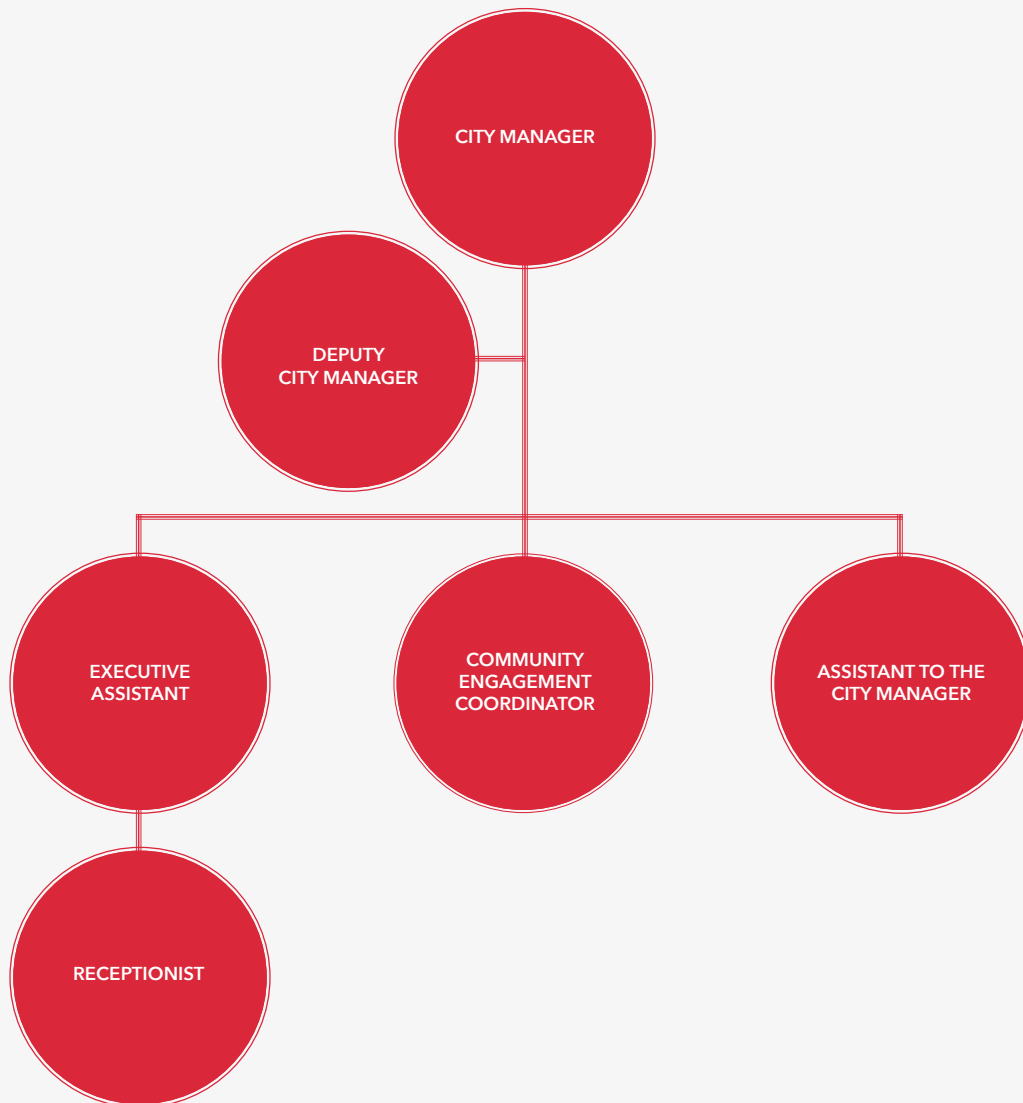 CITY MANAGER
DEPUTY
CITY MANAGER
EXECUTIVE
ASSISTANT
COMMUNITY
ENGAGEMENT
COORDINATOR
ASSISTANT TO THE
CITY MANAGER
RECEPTIONIST